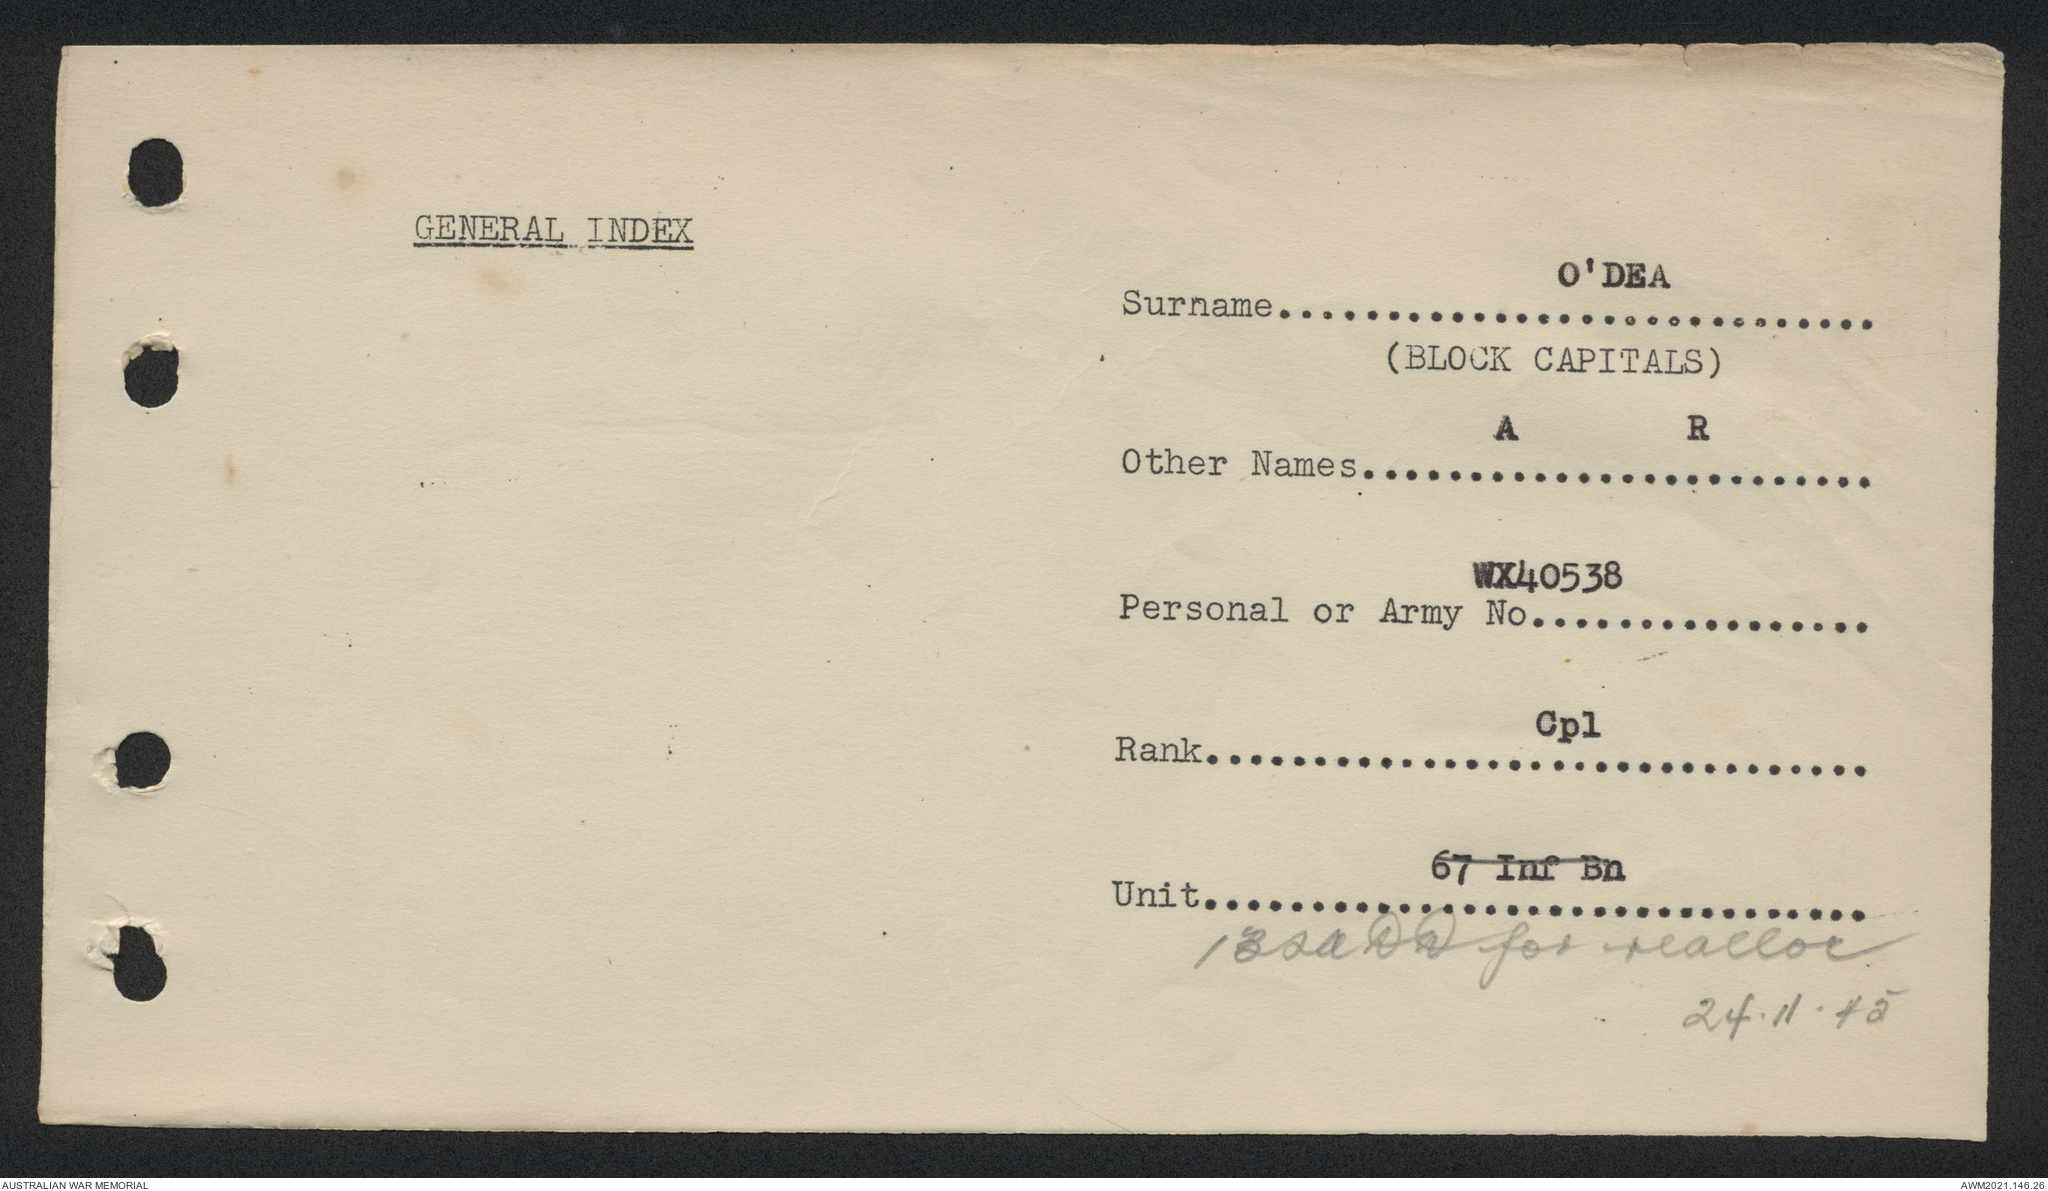 GENERAL INDEX
O'DEA
Surname..............................
(BLOCK CAPITALS)
A R
Other Names........................
WX40538
Personal or Army No................
Cpl
Rank...............................
67 Inf Bn
Unit...............................
for realloc
24.11.45
AUSTRALIAN WAR MEMORIAL
AWM2021.146.26